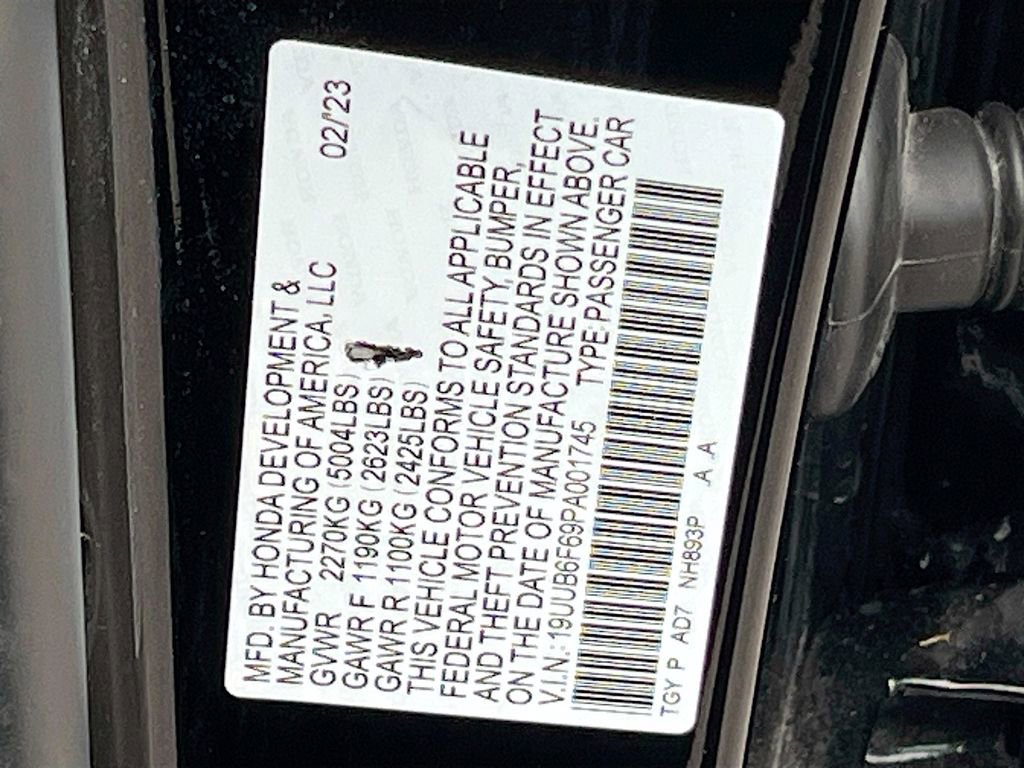 MFD. BY HONDA DEVELOPMENT &
MANUFACTURING OF AMERICA, LLC 02/'23
GVWR 2270KG (5004LBS)
GAWR F 1190KG (2623LBS)
GAWR R 1100KG (2425LBS)
THIS VEHICLE CONFORMS TO ALL APPLICABLE
FEDERAL MOTOR VEHICLE SAFETY, BUMPER,
AND THEFT PREVENTION STANDARDS IN EFFECT
ON THE DATE OF MANUFACTURE SHOWN ABOVE.
V.I.N.:19UUB6F69PA001745 TYPE:PASSENGER CAR
TGY P AD7 NH893P A A